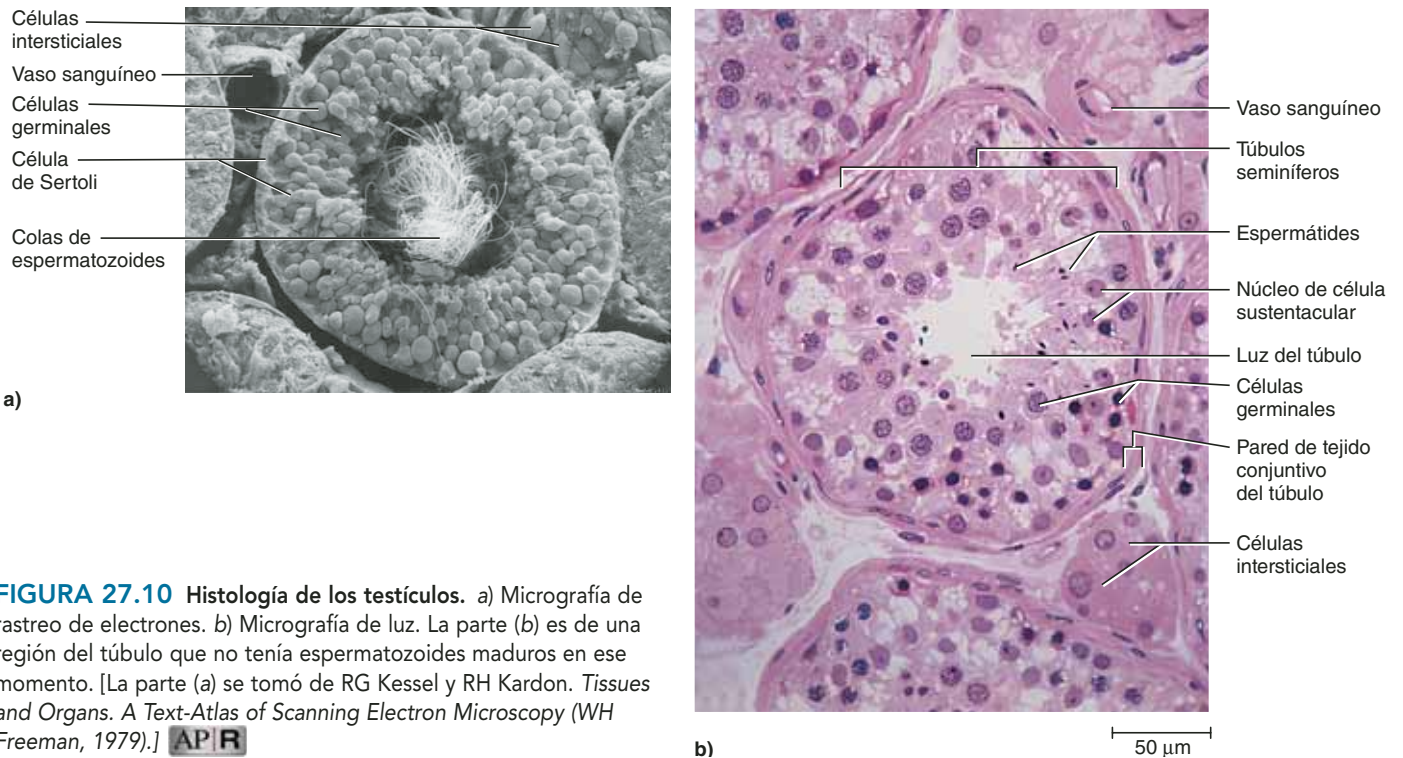 Células
intersticiales
Vaso sanguíneo
Células
germinales
Célula
de Sertoli
Colas de
espermatozoides
a)
Vaso sanguíneo
Túbulos
seminíferos
Espermátides
Núcleo de célula
sustentacular
Luz del túbulo
Células
germinales
Pared de tejido
conjuntivo
del túbulo
Células
intersticiales
b)
50 μm
FIGURA 27.10 Histología de los testículos. a) Micrografía de
rastreo de electrones. b) Micrografía de luz. La parte (b) es de una
región del túbulo que no tenía espermatozoides maduros en ese
momento. [La parte (a) se tomó de RG Kessel y RH Kardon. Tissues
and Organs. A Text-Atlas of Scanning Electron Microscopy (WH
Freeman, 1979).] AP|R